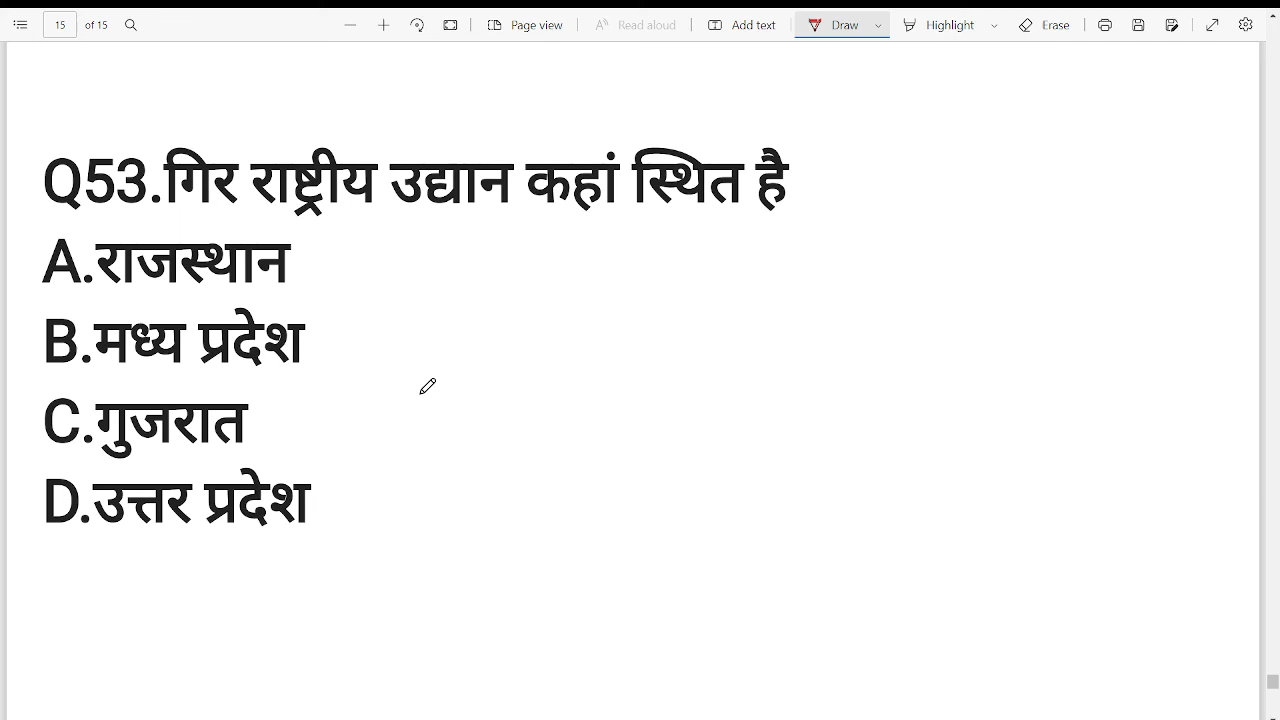 15 of 15 Page view Read aloud Add text Draw Highlight Erase
Q53.गिर राष्ट्रीय उद्यान कहां स्थित है
A.राजस्थान
B.मध्य प्रदेश
C.गुजरात
D.उत्तर प्रदेश